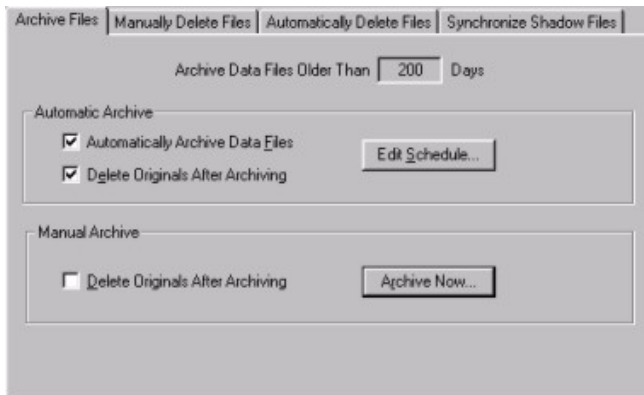 Archive Files Manually Delete Files Automatically Delete Files Synchronize Shadow Files
Archive Data Files Older Than 200 Days
Automatic Archive
Automatically Archive Data Files
Edit Schedule...
Delete Originals After Archiving
Manual Archive
Delete Originals After Archiving Archive Now...